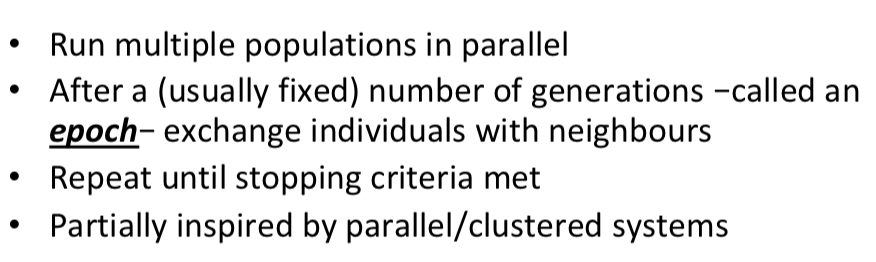 • Run multiple populations in parallel
• After a (usually fixed) number of generations −called an
epoch− exchange individuals with neighbours
• Repeat until stopping criteria met
• Partially inspired by parallel/clustered systems